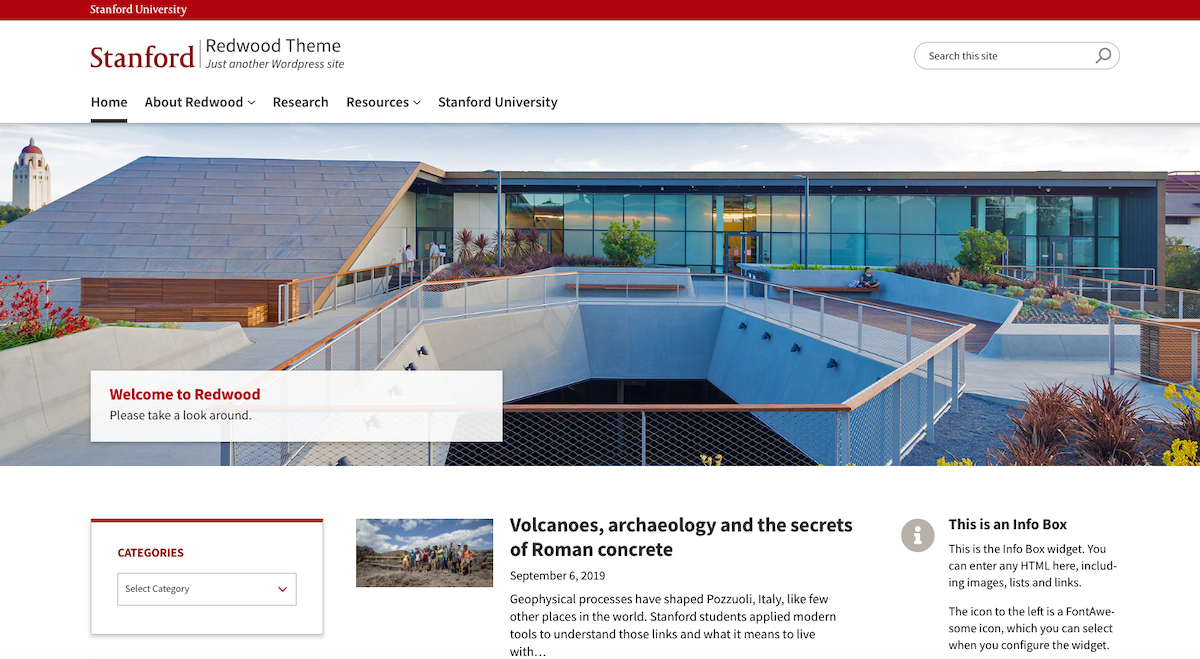 Stanford University
Stanford
Redwood Theme
Just another Wordpress site
Search this site
Home About Redwood Research Resources Stanford University
Welcome to Redwood
Please take a look around.
CATEGORIES
Select Category
Volcanoes, archaeology and the secrets
of Roman concrete
September 6, 2019
Geophysical processes have shaped Pozzuoli, Italy, like few
other places in the world. Stanford students applied modern
tools to understand those links and what it means to live
with…
This is an Info Box
This is the Info Box widget. You
can enter any HTML here, includ-
ing images, lists and links.
The icon to the left is a FontAwe-
some icon, which you can select
when you configure the widget.